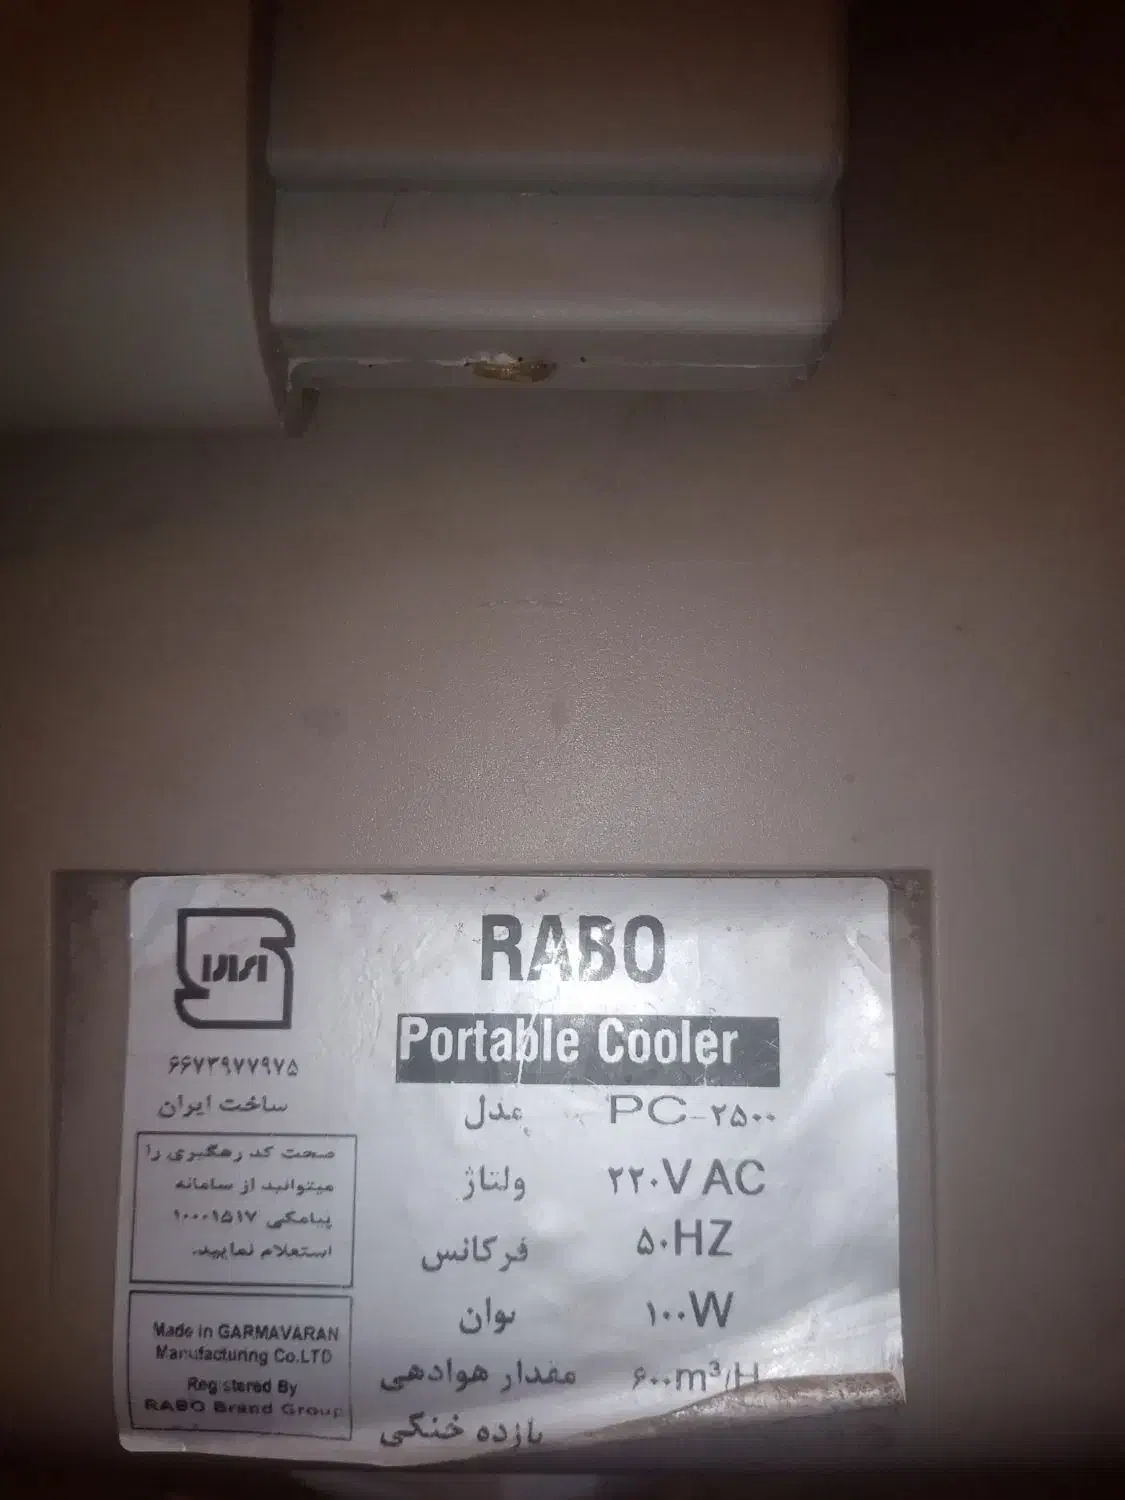 RABO
Portable Cooler
مدل PC-۲۵۰۰
ولتاژ ۲۲۰V AC
فرکانس ۵۰HZ
توان ۱۰۰W
مقدار هوادهی ۶۰۰m³/H
بازده خنکی
۶۶۷۳۹۷۷۹۷۵
ساخت ایران
صحت کد رهگیری را
میتوانید از سامانه
پیامکی ۱۰۰۰۱۵۱۷
استعلام نمایید.
Made in GARMAVARAN
Manufacturing Co.LTD
Registered By
RABO Brand Group